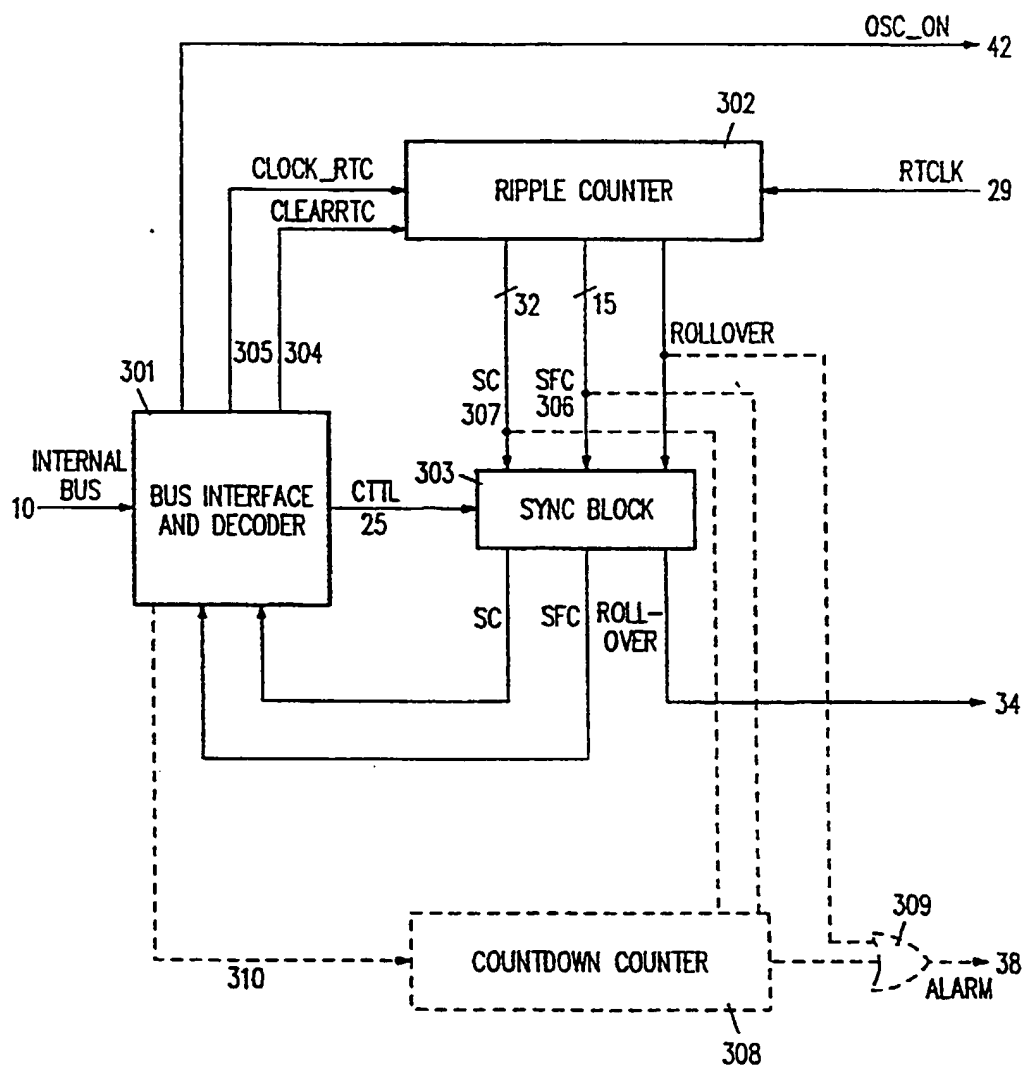 OSC_ON
42
302
CLOCK_RTC
RIPPLE COUNTER
RTCLK
29
CLEARRTC
32
15
ROLLOVER
305
304
301
SC
307
SFC
306
303
INTERNAL
BUS
10
BUS INTERFACE
AND DECODER
CTTL
25
SYNC BLOCK
SC
SFC
ROLL-
OVER
34
309
310
COUNTDOWN COUNTER
38
ALARM
308